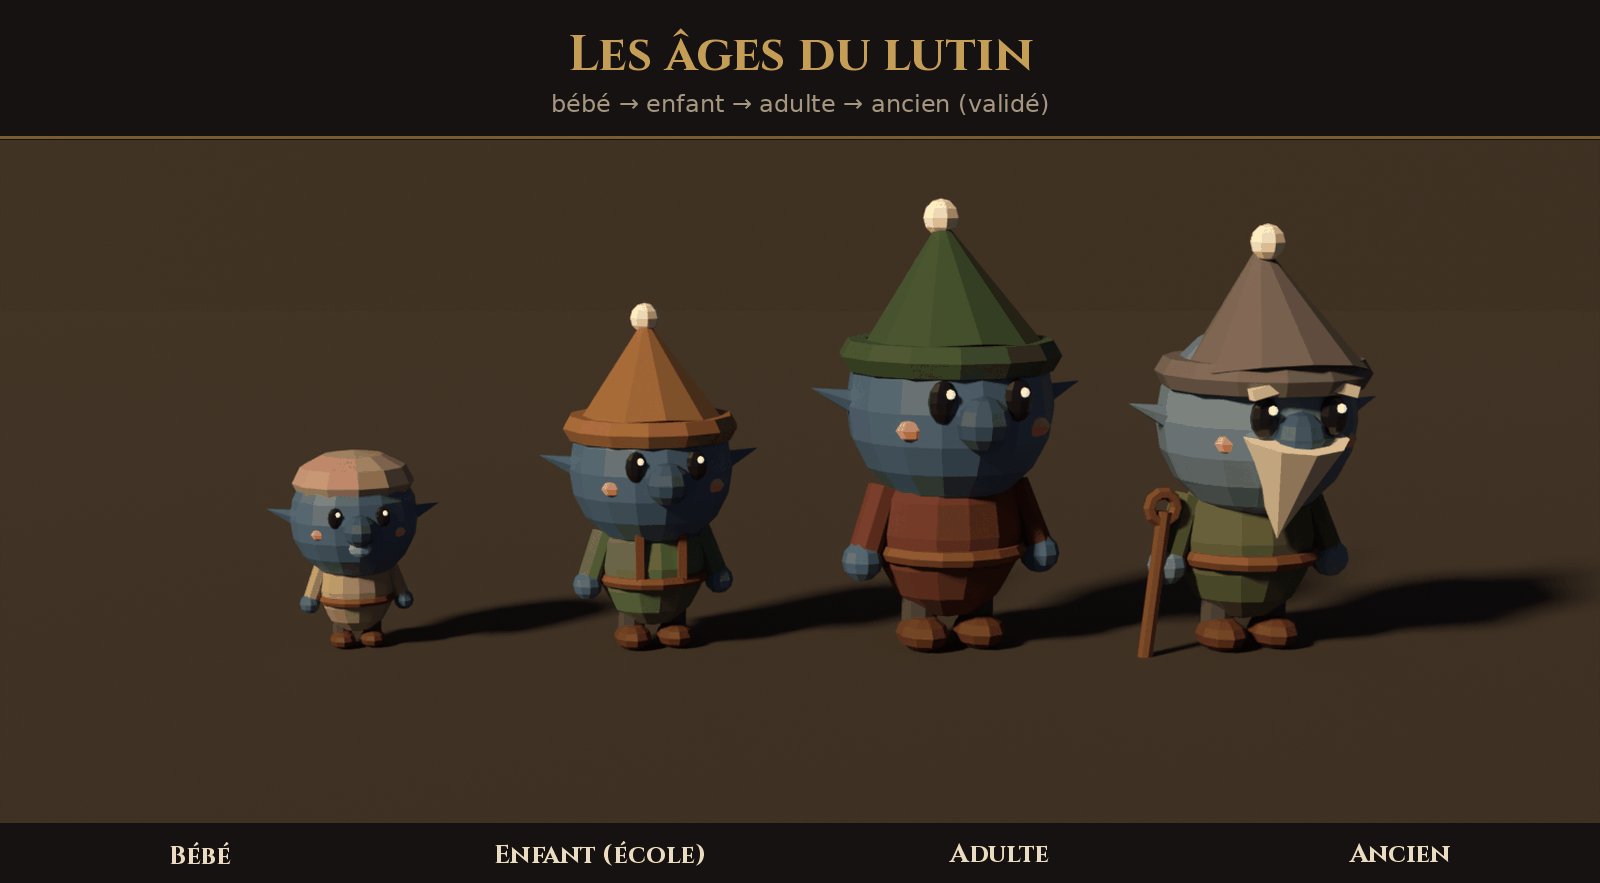 Les âges du lutin
bébé → enfant → adulte → ancien (validé)
Bébé
Enfant (école)
Adulte
Ancien